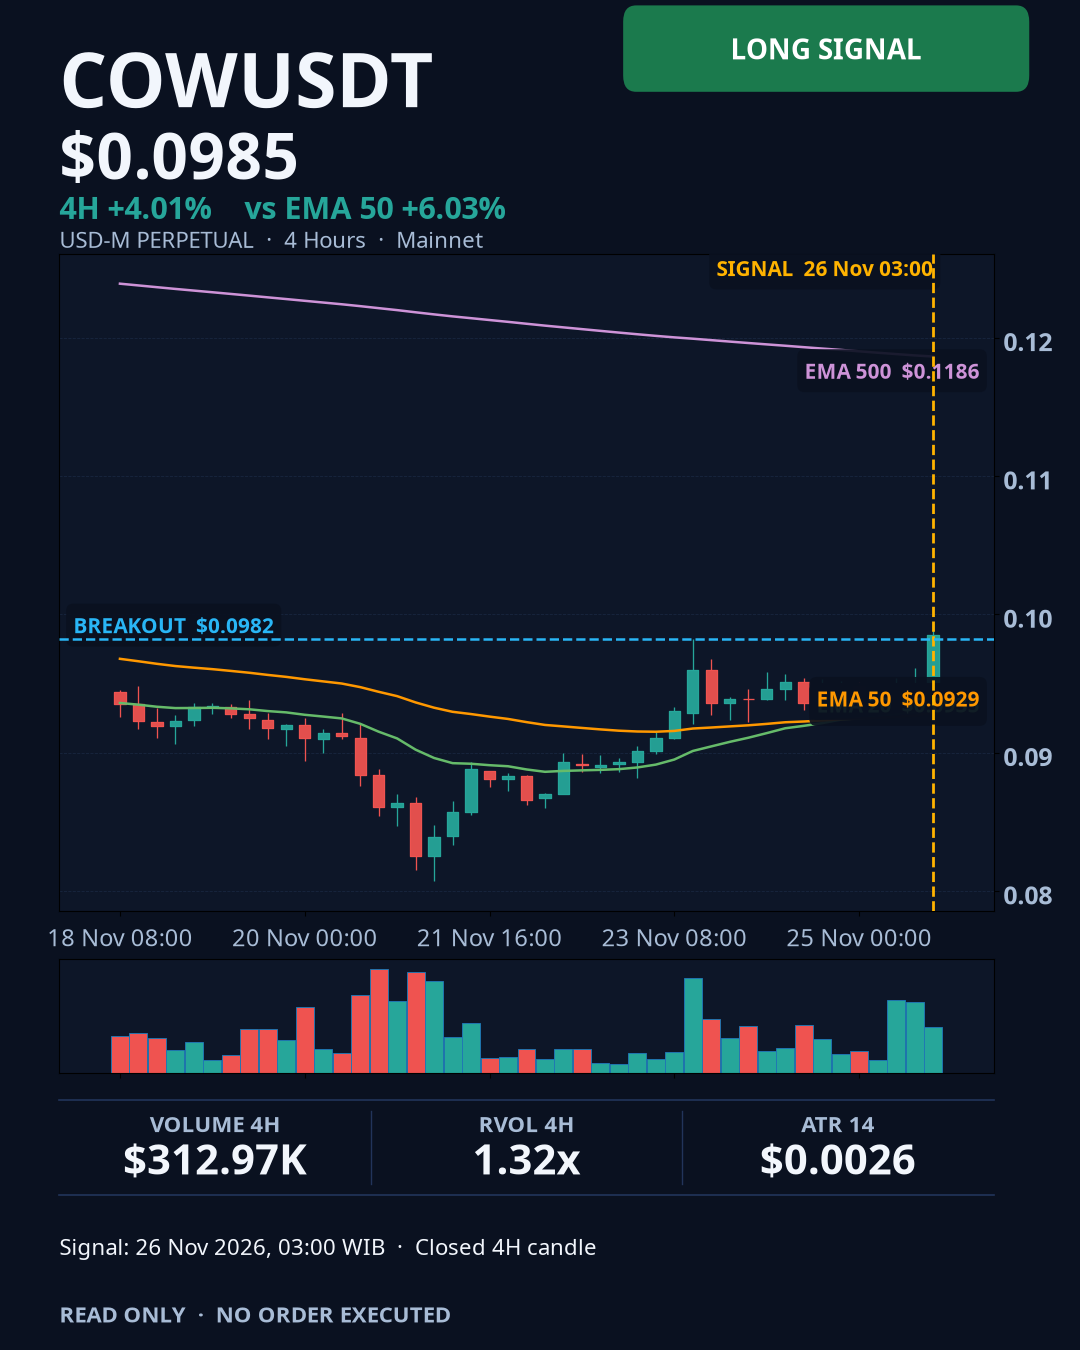 LONG SIGNAL
COWUSDT
$0.0985
4H +4.01% vs EMA 50 +6.03%
USD-M PERPETUAL · 4 Hours · Mainnet
SIGNAL 26 Nov 03:00
0.12
EMA 500 $0.1186
0.11
0.10
BREAKOUT $0.0982
EMA 50 $0.0929
0.09
0.08
18 Nov 08:00 20 Nov 00:00 21 Nov 16:00 23 Nov 08:00 25 Nov 00:00
VOLUME 4H RVOL 4H ATR 14
$312.97K 1.32x $0.0026
Signal: 26 Nov 2026, 03:00 WIB · Closed 4H candle
READ ONLY · NO ORDER EXECUTED